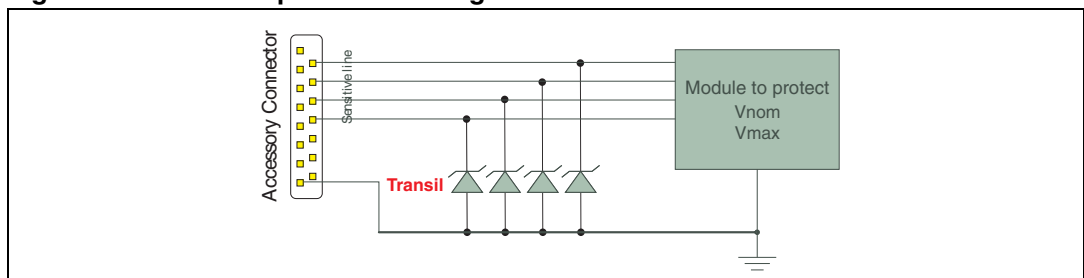 Accessory Connector
Sensitive line
Module to protect
Vnom
Vmax
Transil